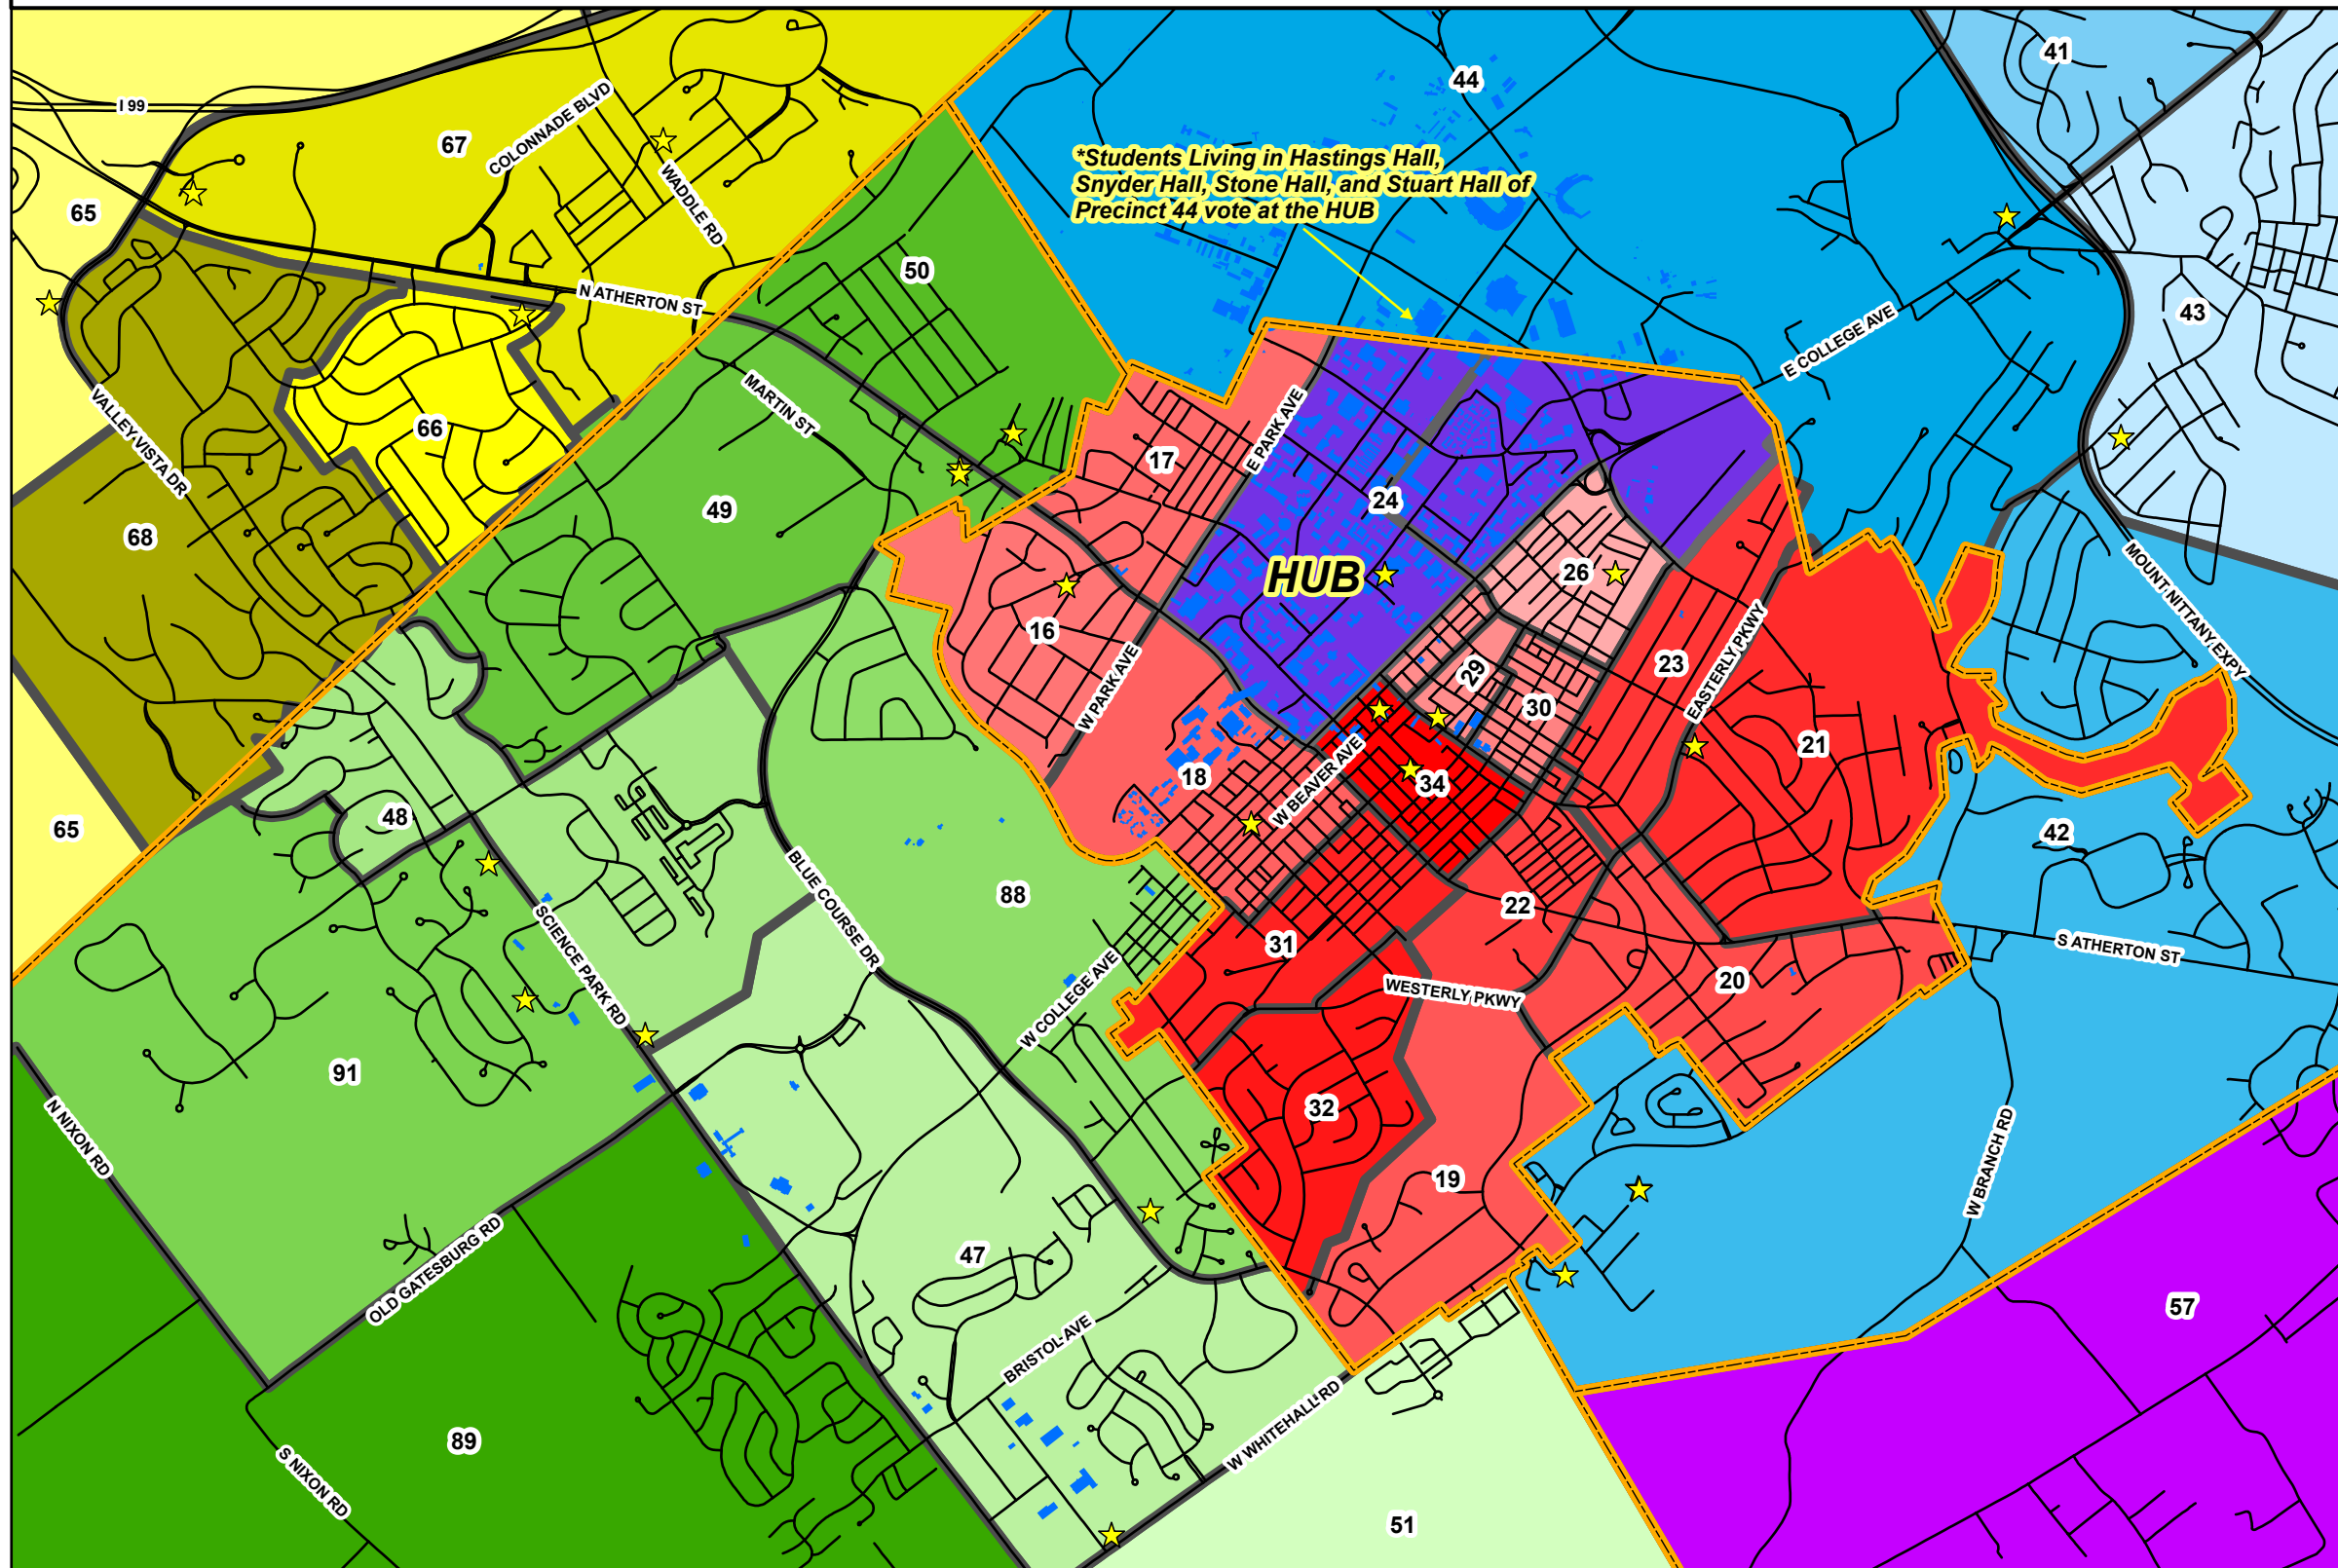 41
44
I 99
67
COLONNADE BLVD
*Students Living in Hastings Hall,
Snyder Hall, Stone Hall, and Stuart Hall of
Precinct 44 vote at the HUB
WADDLE RD
65
50
N ATHERTON ST
43
E COLLEGE AVE
MARTIN ST
VALLEY VISTA DR
66
E PARK AVE
17
24
49
68
HUB
26
MOUNT NITTANY EXPY
16
W PARK AVE
29
23
EASTERLY PKWY
30
21
18
W BEAVER AVE
34
48
65
42
BLUE COURSE DR
88
22
SCIENCE PARK RD
31
S ATHERTON ST
W COLLEGE AVE
WESTERLY PKWY
20
91
N NIXON RD
32
W BRANCH RD
19
OLD GATESBURG RD
47
57
BRISTOL AVE
W WHITEHALL RD
89
S NIXON RD
51